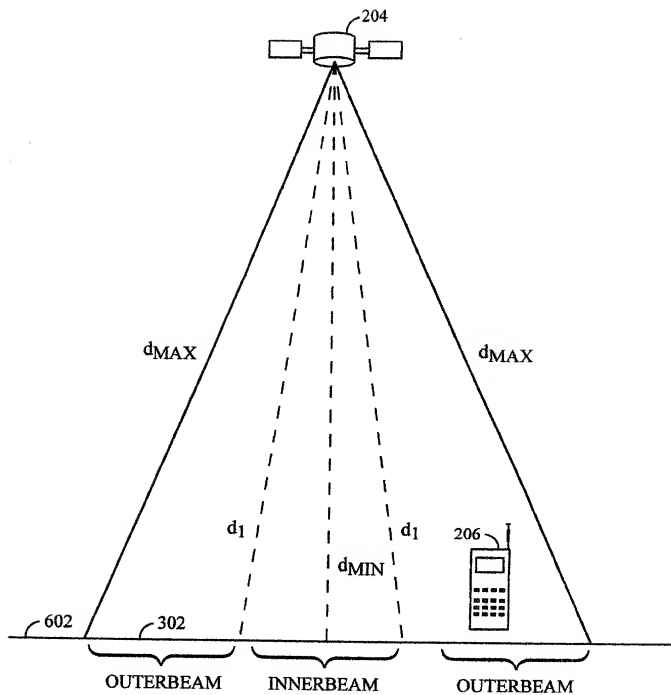 204
dMAX
dMAX
d1
d1
206
dMIN
602
302
OUTERBEAM
INNERBEAM
OUTERBEAM